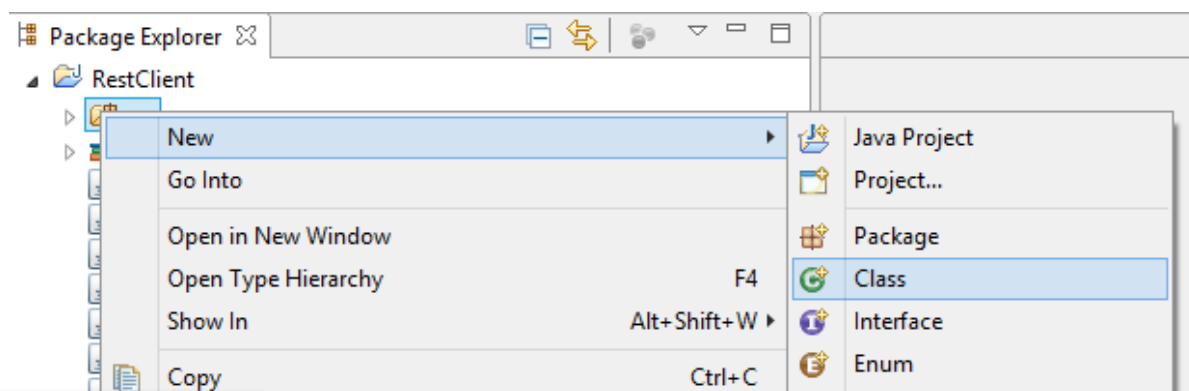 Package Explorer
RestClient
New
Java Project
Go Into
Project...
Open in New Window
Package
Open Type Hierarchy F4
Class
Show In Alt+Shift+W
Interface
Enum
Copy Ctrl+C